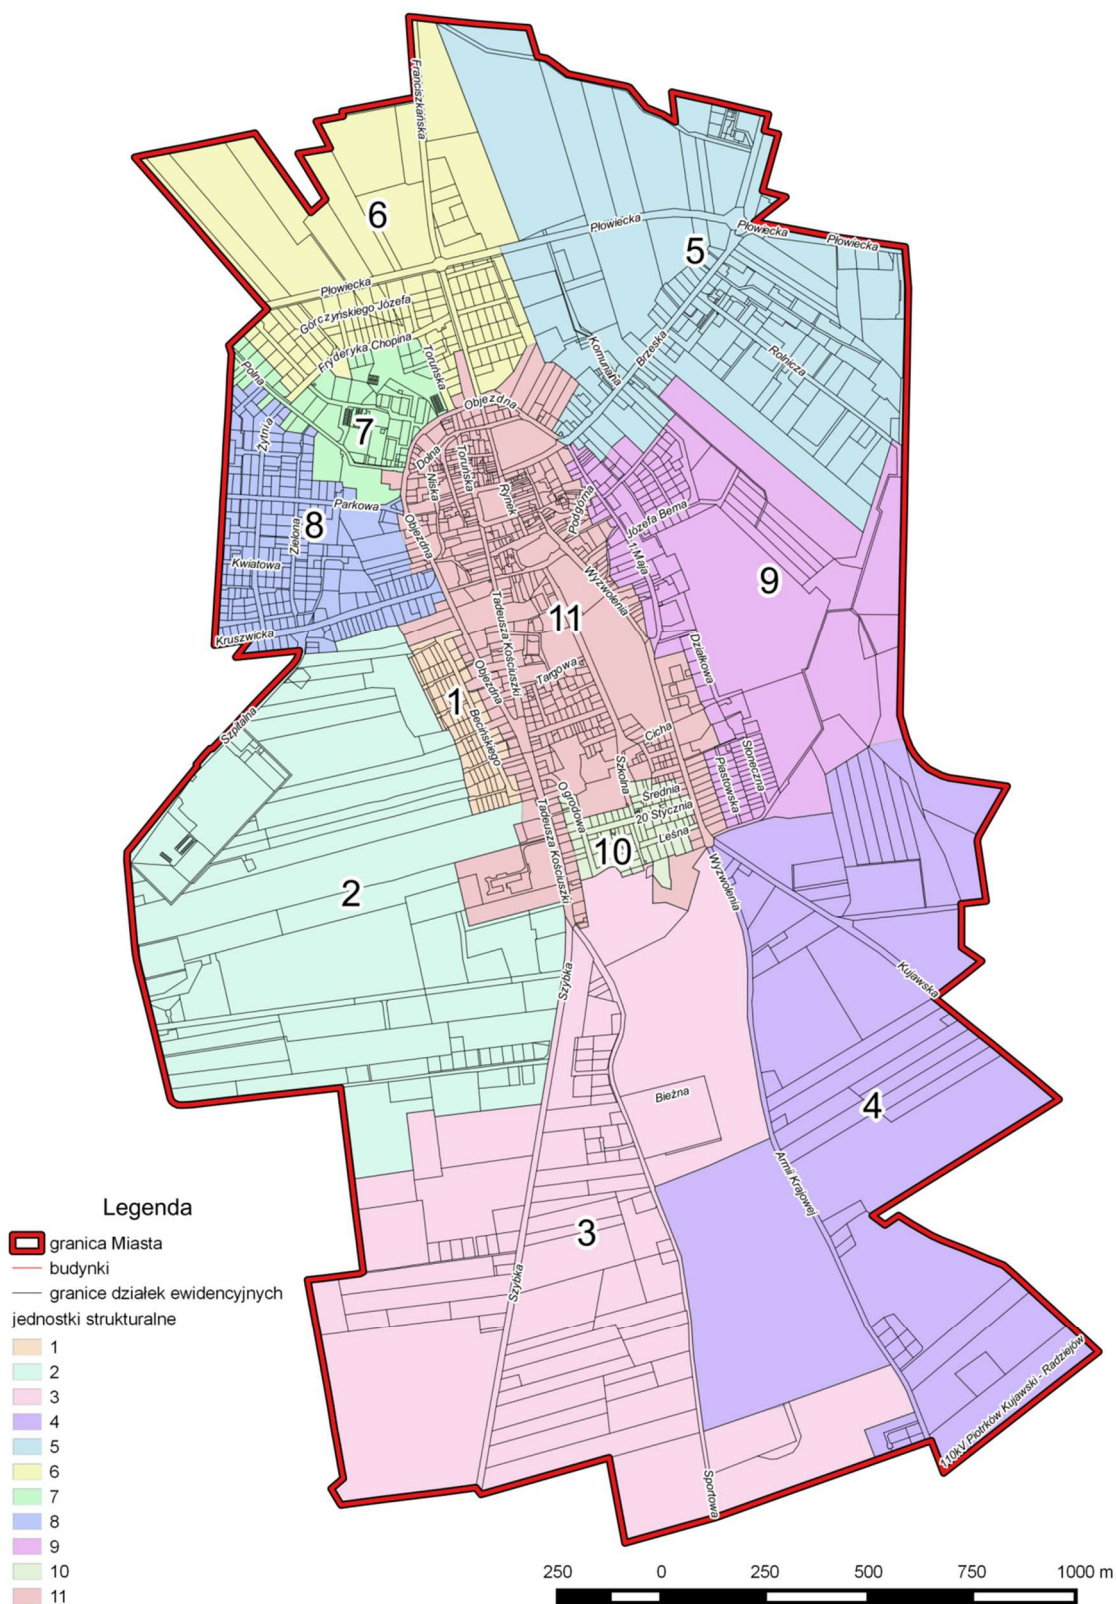 Franciszkańska
6
Płowiecka
5
Płowiecka
Płowiecka
Płowiecka
Górczyńskiego Józefa
Fryderyka Chopina
Toruńska
Komunalna
Brzeska
Rolnicza
Polna
Objezdna
7
Żytnia
Dolna
Niska
Toruńska
Rynek
Podgórna
Parkowa
8
Zielona
Objezdna
Józefa Bema
1 Maja
Kwiatowa
9
Wyzwolenia
Kruszwicka
Tadeusza Kościuszki
11
Działkowa
Targowa
Objezdna
1
Becińskiego
Szpitalna
Cicha
Szkolna
Słoneczna
Piastowska
Średnia
20 Stycznia
Ogrodowa
Leśna
Tadeusza Kościuszki
10
2
Wyzwolenia
Szybka
Kujawska
Bieżna
4
Armii Krajowej
3
Szybka
110kV Piotrków Kujawski - Radziejów
Sportowa
Legenda
granica Miasta
budynki
granice działek ewidencyjnych
jednostki strukturalne
1
2
3
4
5
6
7
8
9
10
11
250 0 250 500 750 1000 m